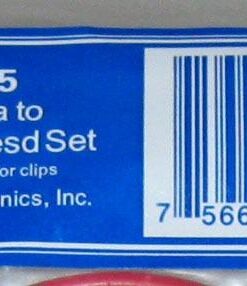 5
a to
esd Set
or clips
nics, Inc.
7 566